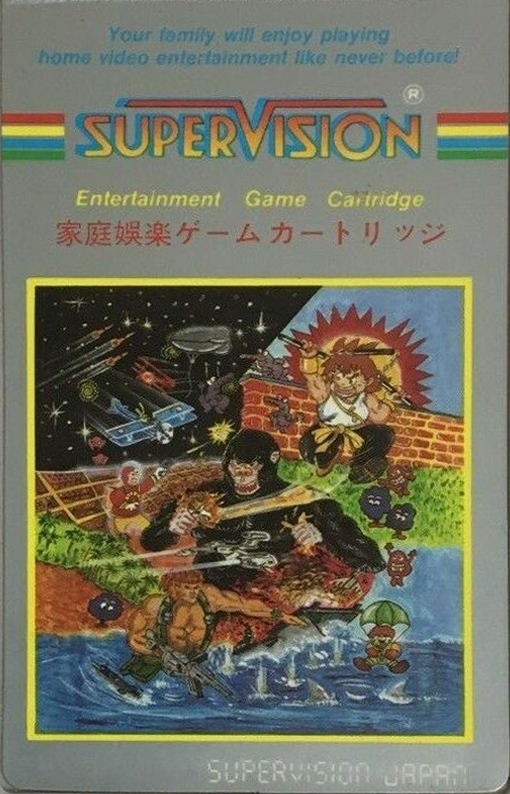 Your family will enjoy playing
home video entertainment like never before!
®
SUPERVISION
Entertainment Game Cartridge
家庭娯楽ゲームカートリッジ
SUPERVISION JAPAN